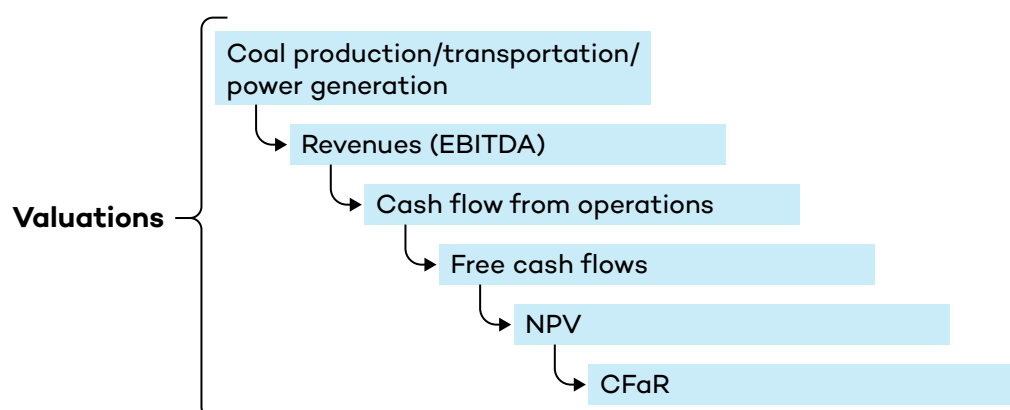 Coal production/transportation/
power generation
Revenues (EBITDA)
Cash flow from operations
Valuations
Free cash flows
NPV
CFaR